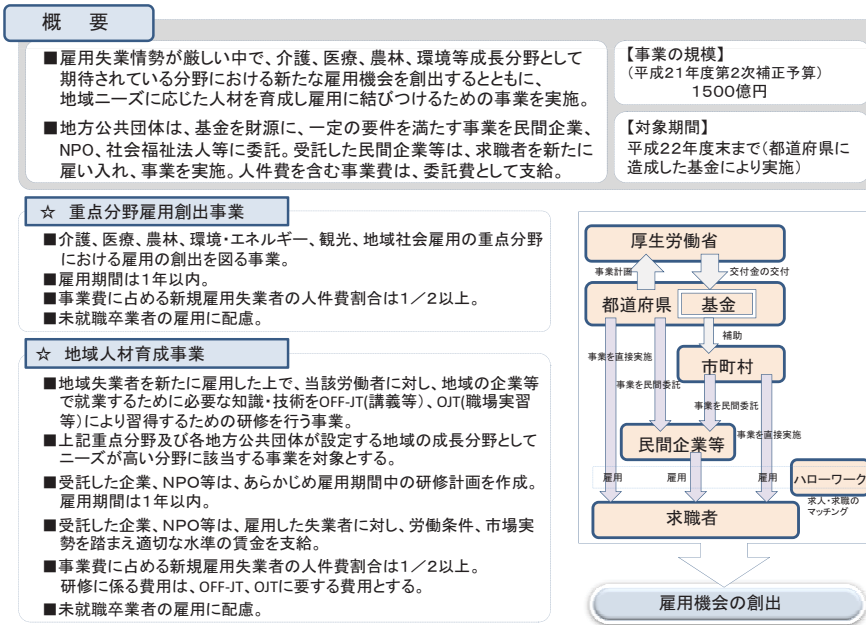 概　要
■雇用失業情勢が厳しい中で、介護、医療、農林、環境等成長分野として
期待されている分野における新たな雇用機会を創出するとともに、
地域ニーズに応じた人材を育成し雇用に結びつけるための事業を実施。
■地方公共団体は、基金を財源に、一定の要件を満たす事業を民間企業、
NPO、社会福祉法人等に委託。受託した民間企業等は、求職者を新たに
雇い入れ、事業を実施。人件費を含む事業費は、委託費として支給。
【事業の規模】
（平成21年度第2次補正予算）
1500億円
【対象期間】
平成22年度末まで（都道府県に
造成した基金により実施）
☆　重点分野雇用創出事業
■介護、医療、農林、環境・エネルギー、観光、地域社会雇用の重点分野
における雇用の創出を図る事業。
■雇用期間は1年以内。
■事業費に占める新規雇用失業者の人件費割合は1／2以上。
■未就職卒業者の雇用に配慮。
☆　地域人材育成事業
■地域失業者を新たに雇用した上で、当該労働者に対し、地域の企業等
で就業するために必要な知識・技術をOFF-JT(講義等)、OJT(職場実習
等)により習得するための研修を行う事業。
■上記重点分野及び各地方公共団体が設定する地域の成長分野として
ニーズが高い分野に該当する事業を対象とする。
■受託した企業、NPO等は、あらかじめ雇用期間中の研修計画を作成。
雇用期間は1年以内。
■受託した企業、NPO等は、雇用した失業者に対し、労働条件、市場実
勢を踏まえ適切な水準の賃金を支給。
■事業費に占める新規雇用失業者の人件費割合は1／2以上。
研修に係る費用は、OFF-JT、OJTに要する費用とする。
■未就職卒業者の雇用に配慮。
厚生労働省
事業計画
交付金の交付
都道府県
基金
補助
事業を直接実施
市町村
事業を民間委託
事業を民間委託
民間企業等
事業を直接実施
雇用
雇用
雇用
ハローワーク
求人・求職の
マッチング
求職者
雇用機会の創出